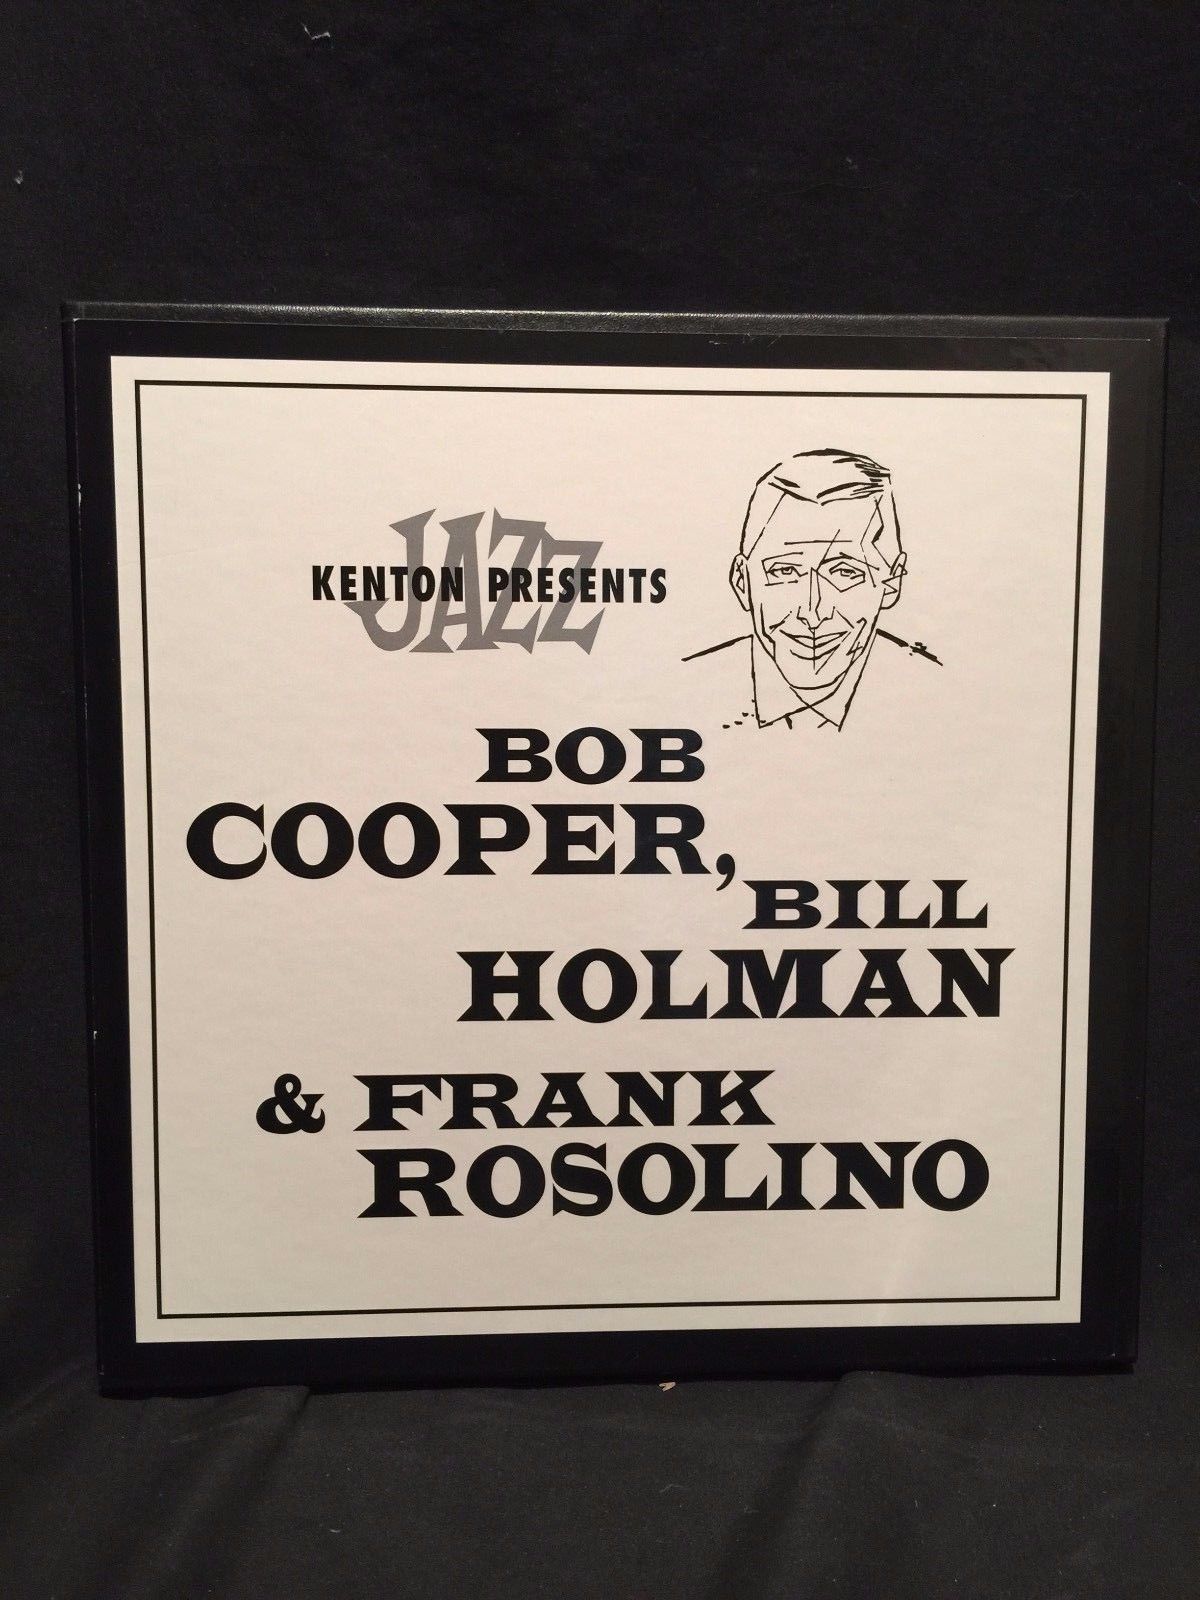 JAZZ
KENTON PRESENTS
BOB
COOPER,
BILL
HOLMAN
& FRANK
ROSOLINO